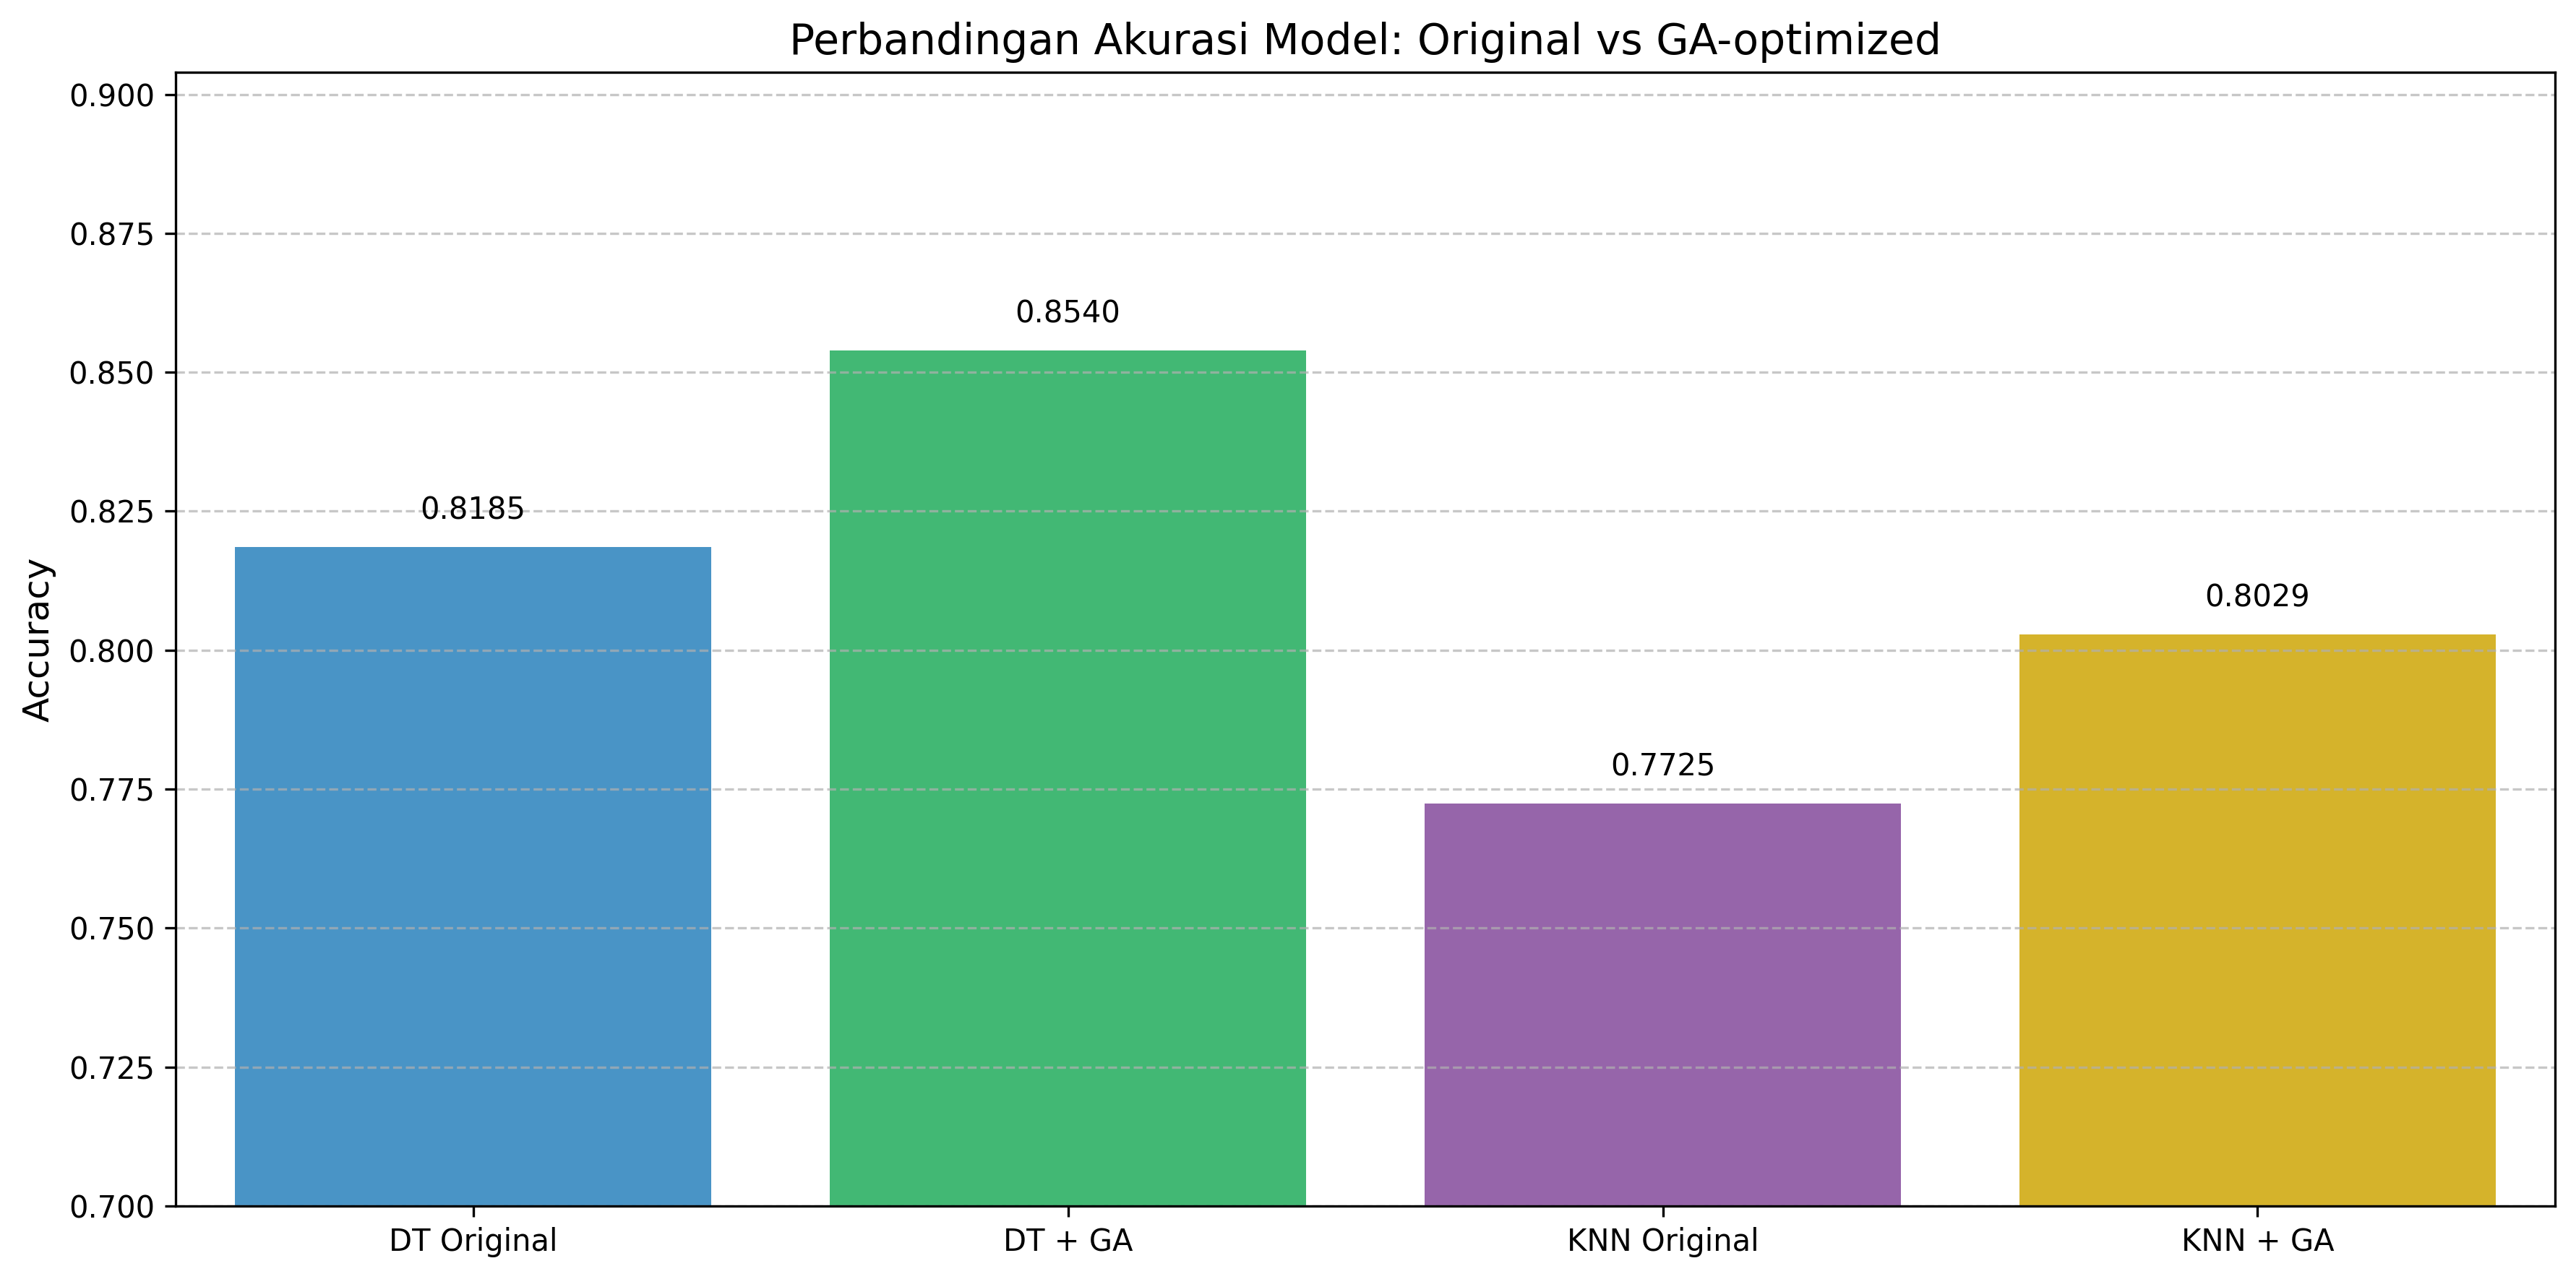 Perbandingan Akurasi Model: Original vs GA-optimized
Accuracy
0.900
0.875
0.850
0.825
0.800
0.775
0.750
0.725
0.700
0.8185
0.8540
0.7725
0.8029
DT Original
DT + GA
KNN Original
KNN + GA